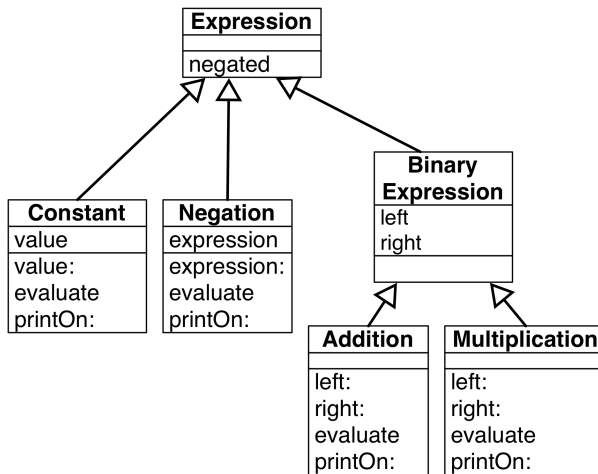 Expression
negated
Constant
value
value:
evaluate
printOn:
Negation
expression
expression:
evaluate
printOn:
Binary
Expression
left
right
Addition
left:
right:
evaluate
printOn:
Multiplication
left:
right:
evaluate
printOn: